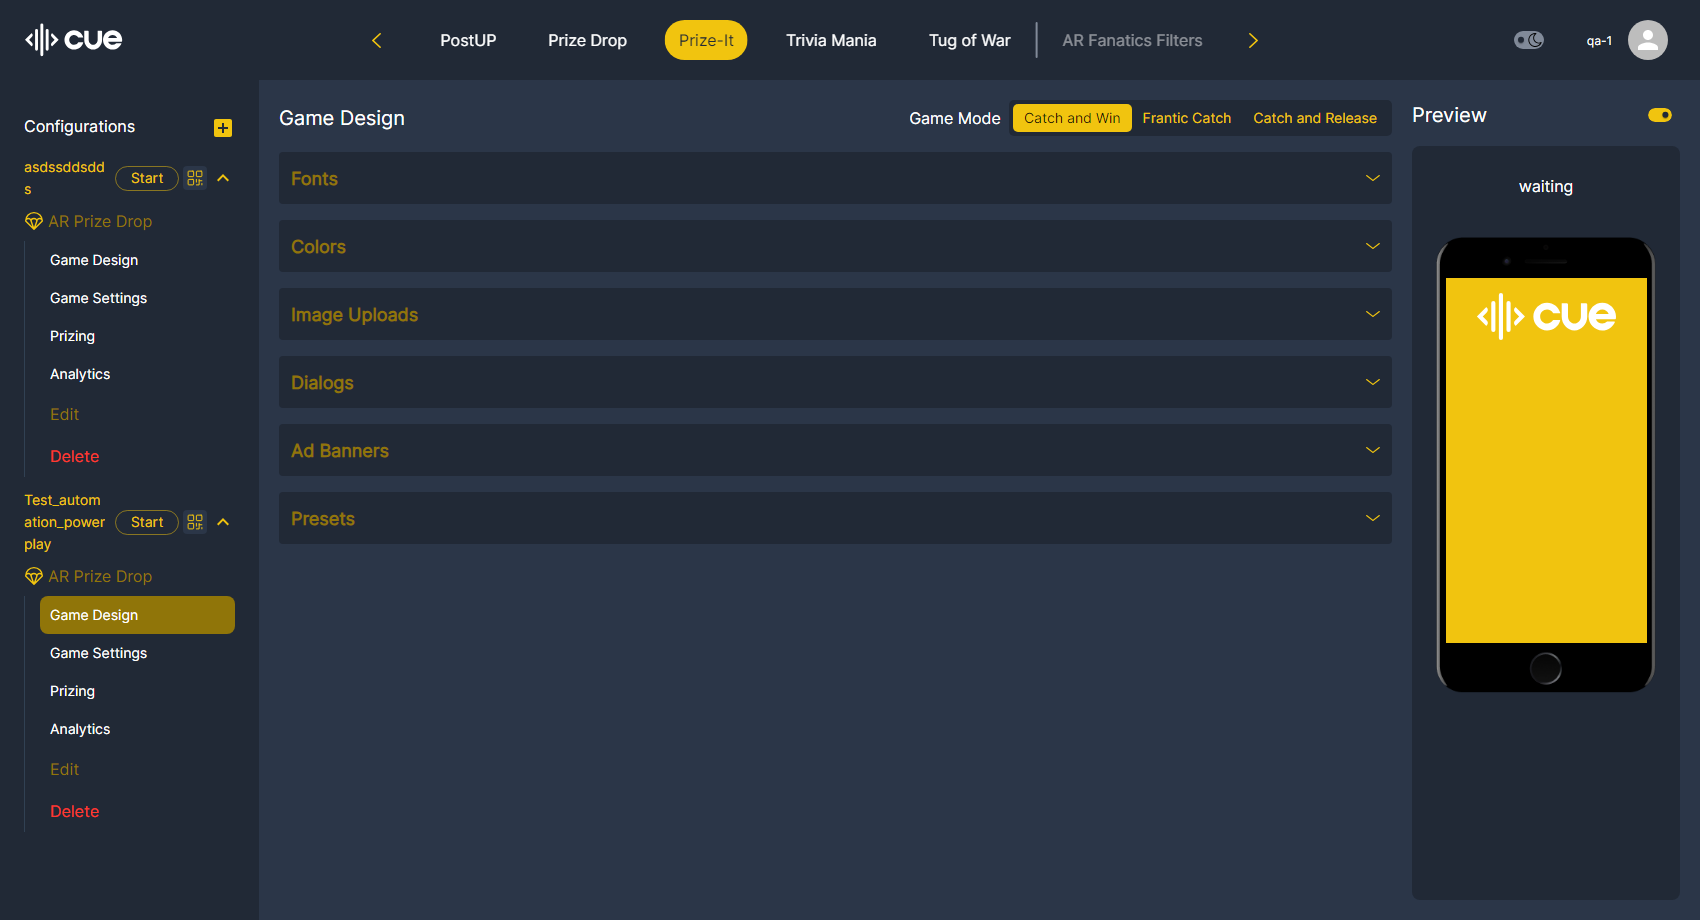 cue
PostUP
Prize Drop
Prize-It
Trivia Mania
Tug of War
AR Fanatics Filters
qa-1
Configurations
asdssddsdd
s
Start
AR Prize Drop
Game Design
Game Settings
Prizing
Analytics
Edit
Delete
Test_autom
ation_power
play
Start
AR Prize Drop
Game Design
Game Settings
Prizing
Analytics
Edit
Delete
Game Design
Game Mode
Catch and Win
Frantic Catch
Catch and Release
Fonts
Colors
Image Uploads
Dialogs
Ad Banners
Presets
Preview
waiting
cue